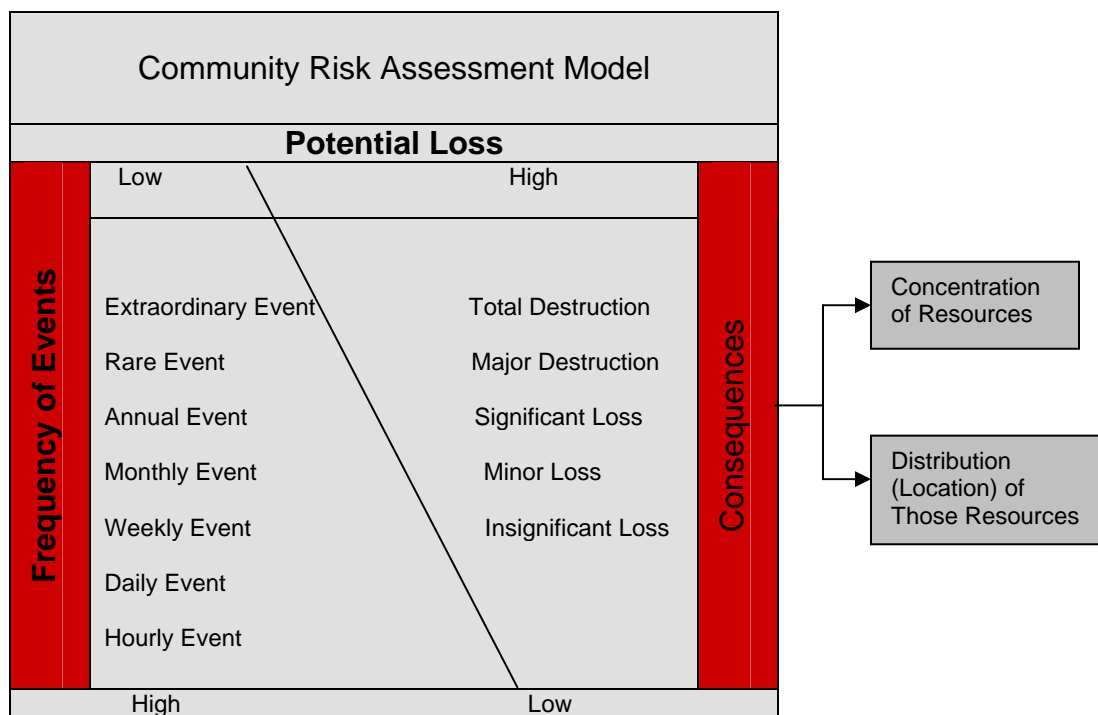 Community Risk Assessment Model
Potential Loss
Low High
Frequency of Events
Extraordinary Event Total Destruction
Rare Event Major Destruction
Annual Event Significant Loss
Monthly Event Minor Loss
Weekly Event Insignificant Loss
Daily Event
Hourly Event
High Low
Consequences
Concentration
of Resources
Distribution
(Location) of
Those Resources